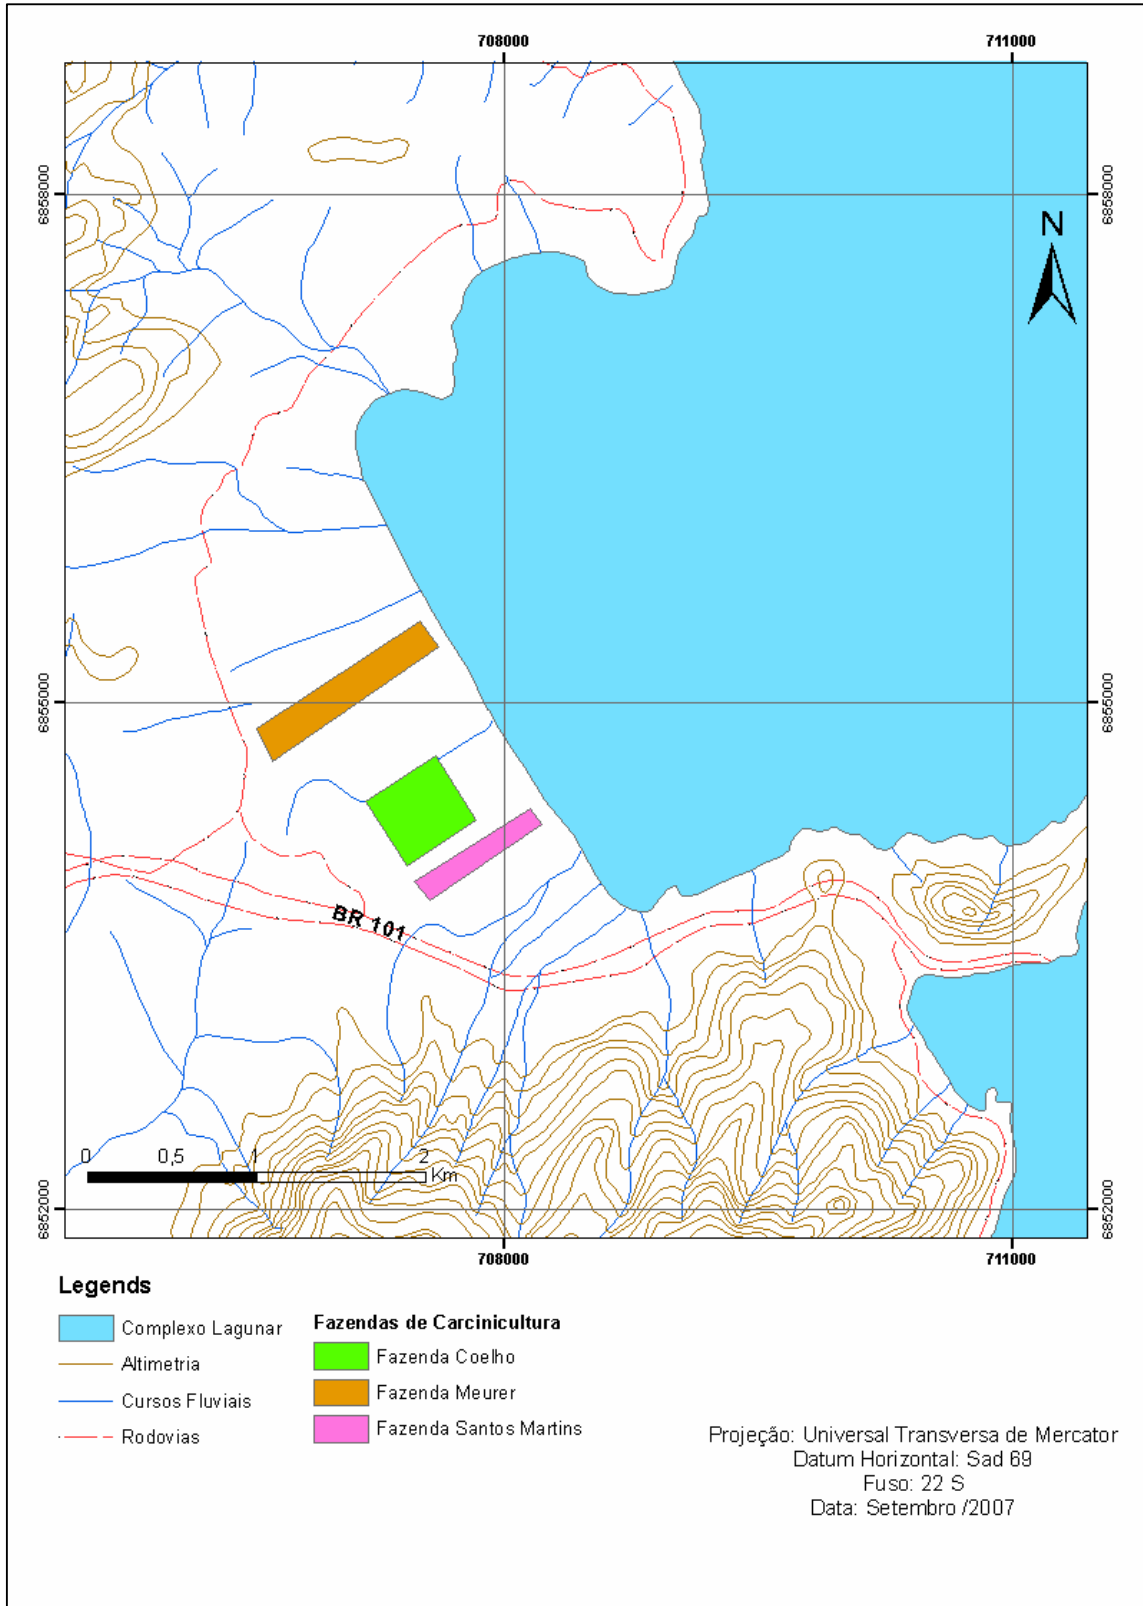 708000 711000
6858000 6858000
N
6855000 6855000
BR 101
0 0,5 1 2
Km
6852000 6852000
708000 711000
Legends
Complexo Lagunar
Altimetria
Cursos Fluviais
Rodovias
Fazendas de Carcinicultura
Fazenda Coelho
Fazenda Meurer
Fazenda Santos Martins
Projeção: Universal Transversa de Mercator
Datum Horizontal: Sad 69
Fuso: 22 S
Data: Setembro /2007